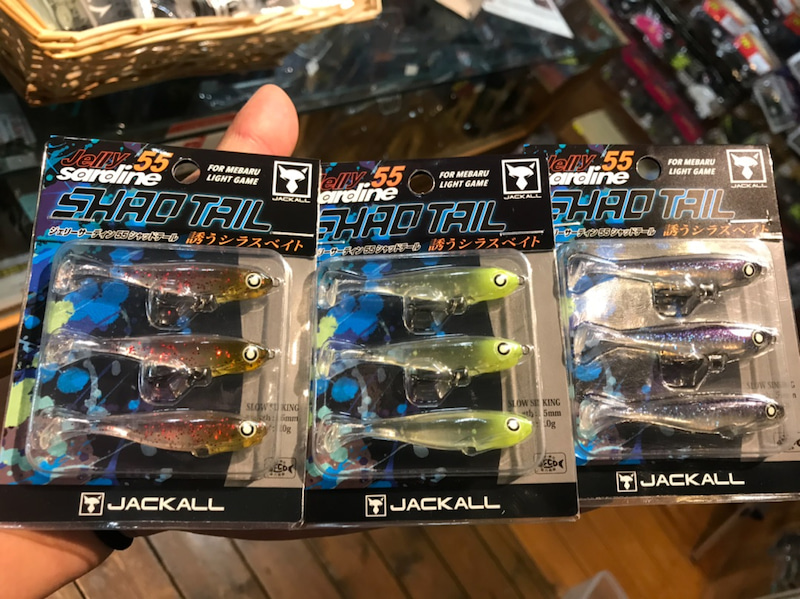 Jelly 55
sardine
FOR MEBARU
LIGHT GAME
JACKALL
SHAD TAIL
ジェリーサーディン55シャッドテール
誘うシラスベイト
SLOW SINKING
JACKALL
Jelly 55
sardine
FOR MEBARU
LIGHT GAME
JACKALL
SHAD TAIL
ジェリーサーディン55シャッドテール
誘うシラスベイト
SLOW SINKING
JACKALL
Jelly 55
sardine
FOR MEBARU
LIGHT GAME
JACKALL
SHAD TAIL
ジェリーサーディン55シャッドテール
誘うシラスベイト
SLOW SINKING
JACKALL